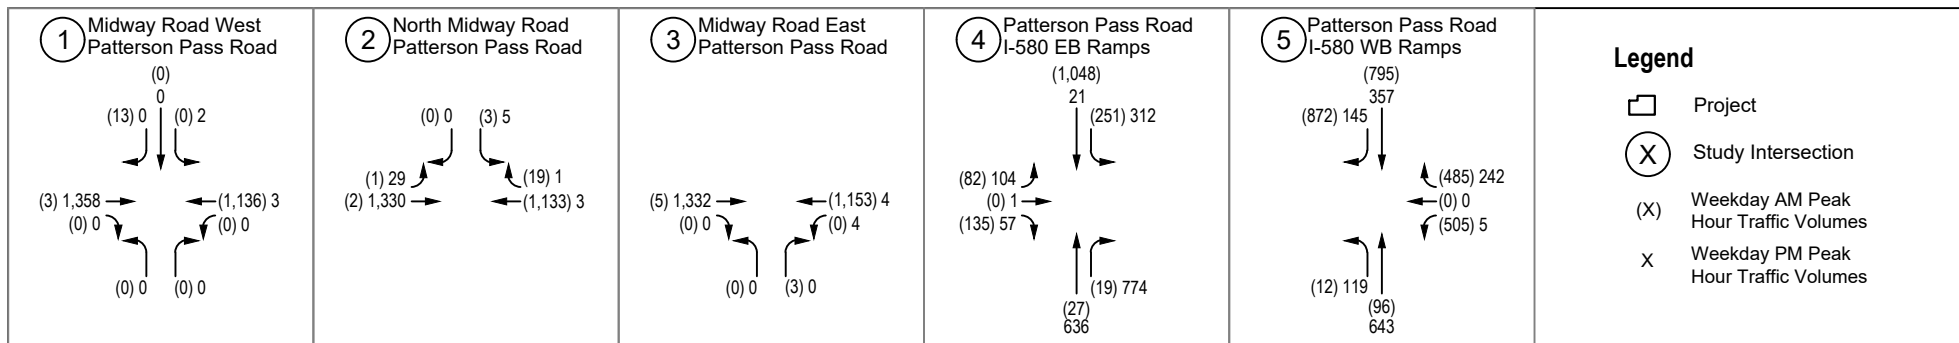 1
Midway Road West
Patterson Pass Road
(0)
0
(13) 0
(0) 2
(3) 1,358
(0) 0
(1,136) 3
(0) 0
(0) 0
(0) 0
2
North Midway Road
Patterson Pass Road
(0) 0
(3) 5
(1) 29
(2) 1,330
(19) 1
(1,133) 3
3
Midway Road East
Patterson Pass Road
(5) 1,332
(0) 0
(1,153) 4
(0) 4
(0) 0
(3) 0
4
Patterson Pass Road
I-580 EB Ramps
(1,048)
21
(251) 312
(82) 104
(0) 1
(135) 57
(19) 774
(27)
636
5
Patterson Pass Road
I-580 WB Ramps
(795)
357
(872) 145
(485) 242
(0) 0
(505) 5
(12) 119
(96)
643
Legend
Project
X
Study Intersection
(X)
Weekday AM Peak
Hour Traffic Volumes
X
Weekday PM Peak
Hour Traffic Volumes